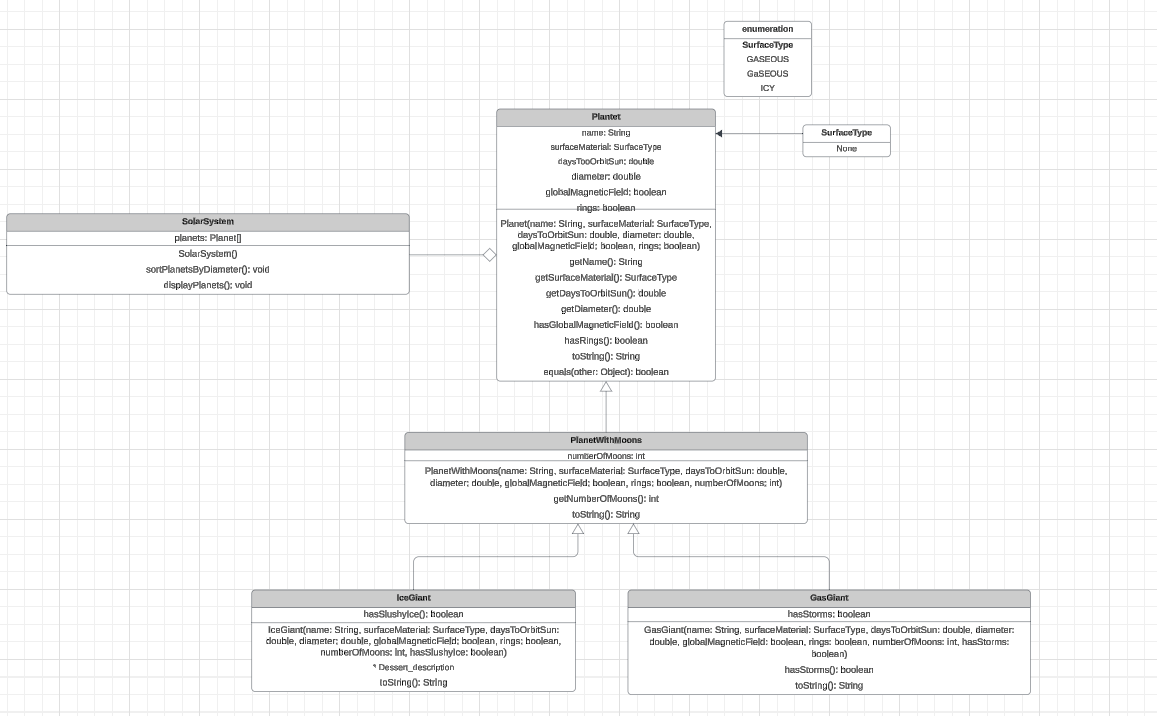 enumeration
SurfaceType
GASEOUS
GaSEOUS
ICY
Plantet
name: String
surfaceMaterial: SurfaceType
daysTooOrbitSun: double
diameter: double
globalMagneticField: boolean
rings: boolean
Planet(name: String, surfaceMaterial: SurfaceType,
daysToOrbitSun: double, diameter: double,
globalMagneticField; boolean, rings; boolean)
getName(): String
getSurfaceMaterial(): SurfaceType
getDaysToOrbitSun(): double
getDiameter(): double
hasGlobalMagneticField(): boolean
hasRings(): boolean
toString(): String
equals(other: Object): boolean
SurfaceType
None
SolarSystem
planets: Planet[]
SolarSystem()
sortPlanetsByDiameter(): void
displayPlanets(): void
PlanetWithMoons
numberOfMoons: int
PlanetWithMoons(name: String, surfaceMaterial: SurfaceType, daysToOrbitSun: double,
diameter; double, globalMagneticField; boolean, rings; boolean, numberOfMoons; int)
getNumberOfMoons(): int
toString(): String
IceGiant
hasSlushyIce(): boolean
IceGiant(name: String, surfaceMaterial: SurfaceType, daysToOrbitSun:
double, diameter; double, globalMagneticField; boolean, rings; boolean,
numberOfMoons: int, hasSlushyIce: boolean)
* Dessert_description
toString(): String
GasGiant
hasStorms: boolean
GasGiant(name: String, surfaceMaterial: SurfaceType, daysToOrbitSun: double, diameter:
double, globalMagneticField: boolean, rings: boolean, numberOfMoons: int, hasStorms:
boolean)
hasStorms(): boolean
toString(): String